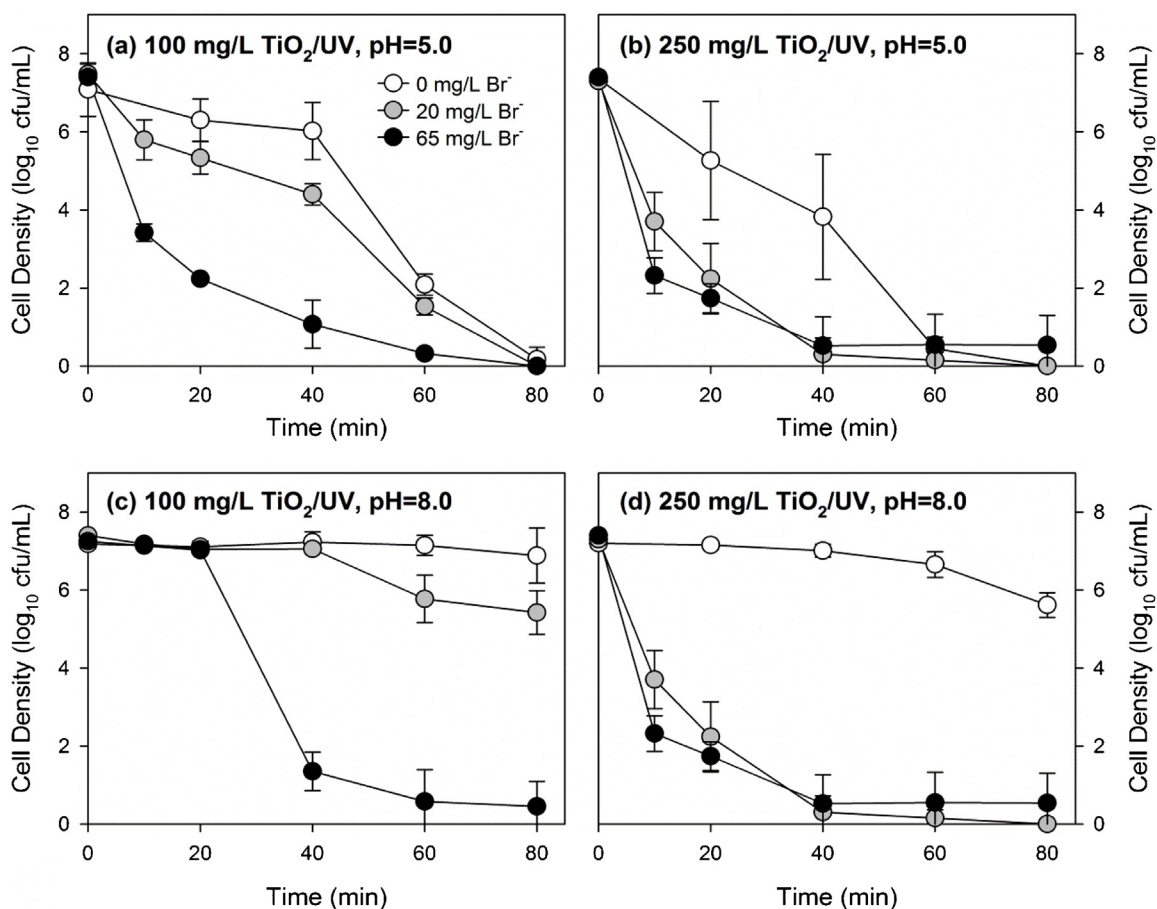 (a) 100 mg/L TiO₂/UV, pH=5.0
0 mg/L Br⁻
20 mg/L Br⁻
65 mg/L Br⁻
Cell Density (log₁₀ cfu/mL)
8
6
4
2
0
0 20 40 60 80
Time (min)
(b) 250 mg/L TiO₂/UV, pH=5.0
8
6
4
2
0
Cell Density (log₁₀ cfu/mL)
0 20 40 60 80
Time (min)
(c) 100 mg/L TiO₂/UV, pH=8.0
Cell Density (log₁₀ cfu/mL)
8
6
4
2
0
0 20 40 60 80
Time (min)
(d) 250 mg/L TiO₂/UV, pH=8.0
8
6
4
2
0
Cell Density (log₁₀ cfu/mL)
0 20 40 60 80
Time (min)